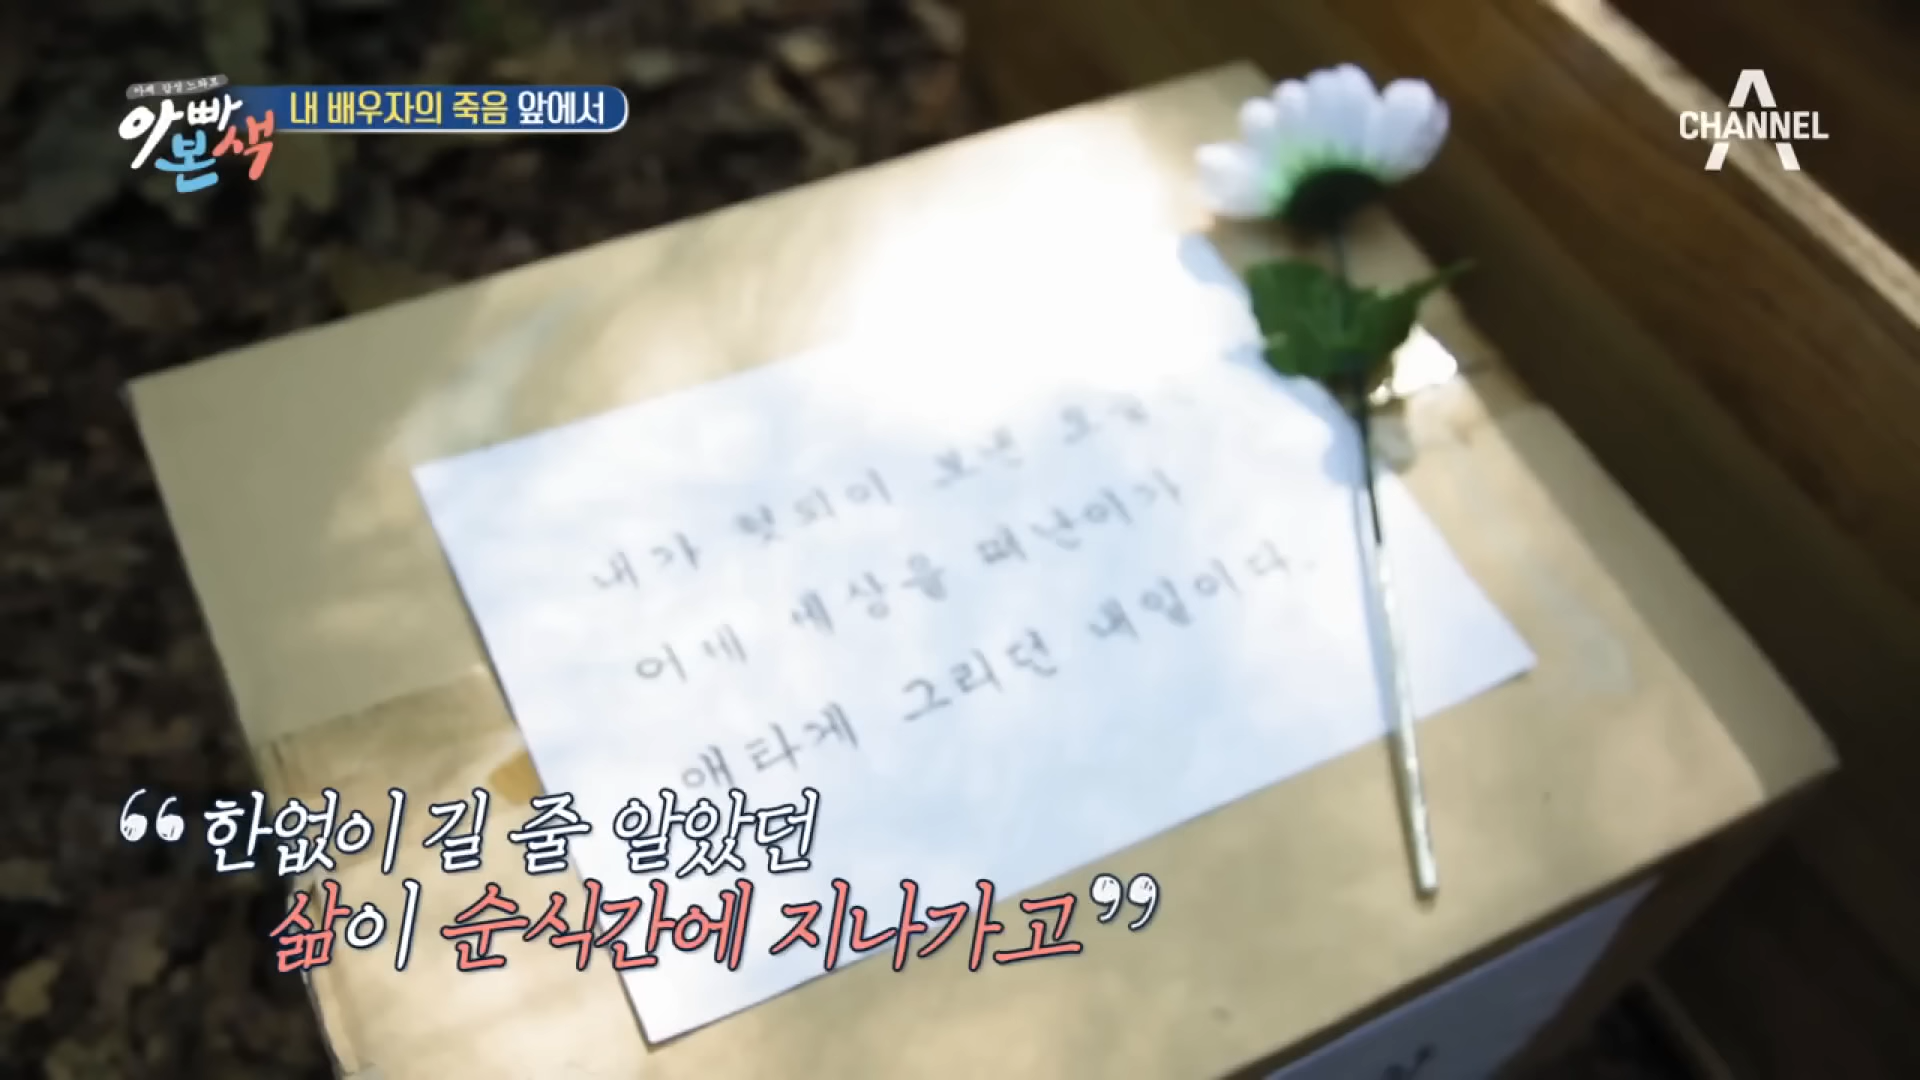 아빠본색
내 배우자의 죽음 앞에서
CHANNEL A
내가 헛되이 보낸 오늘은
어제 세상을 떠난이가
애타게 그리던 내일이다.
“한없이 길 줄 알았던
삶이 순식간에 지나가고”